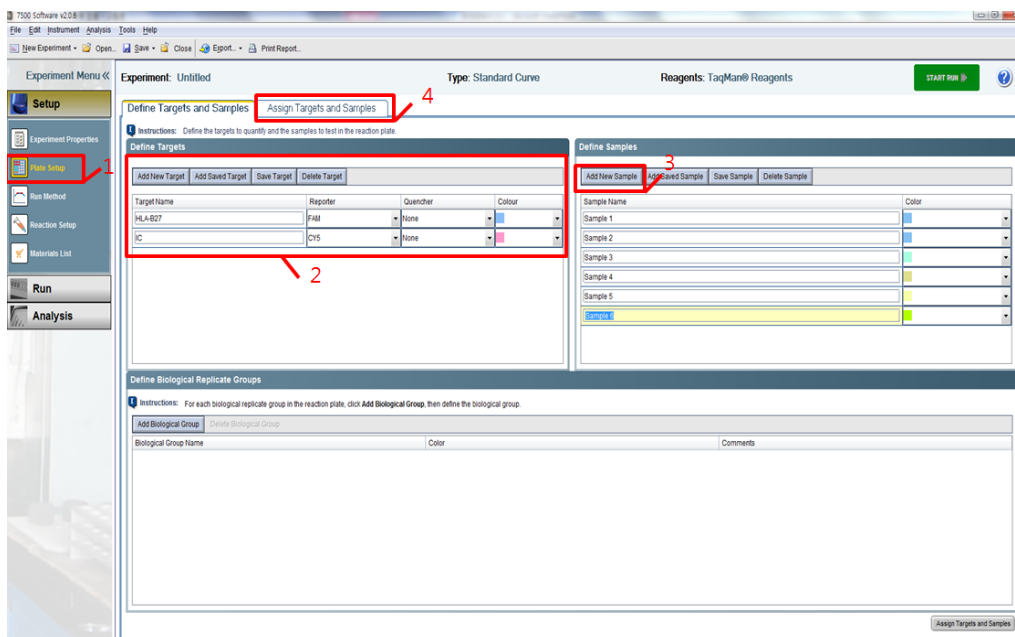 7500 Software v2.0.6
File Edit Instrument Analysis Tools Help
New Experiment Open... Save Close Export... Print Report...
Experiment Menu «
Experiment: Untitled Type: Standard Curve Reagents: TaqMan® Reagents START RUN ?
Setup
Define Targets and Samples Assign Targets and Samples 4
Instructions: Define the targets to quantify and the samples to test in the reaction plate.
Experiment Properties
Define Targets Define Samples
Plate Setup 1
3
Add New Target Add Saved Target Save Target Delete Target Add New Sample Add Saved Sample Save Sample Delete Sample
Run Method
Target Name Reporter Quencher Colour Sample Name Color
HLA-B27 FAM None Sample 1
Reaction Setup
IC CY5 None Sample 2
Materials List
Sample 3
2 Sample 4
Run
Sample 5
Analysis Sample 6
Define Biological Replicate Groups
Instructions: For each biological replicate group in the reaction plate, click Add Biological Group, then define the biological group.
Add Biological Group Delete Biological Group
Biological Group Name Color Comments
Assign Targets and Samples